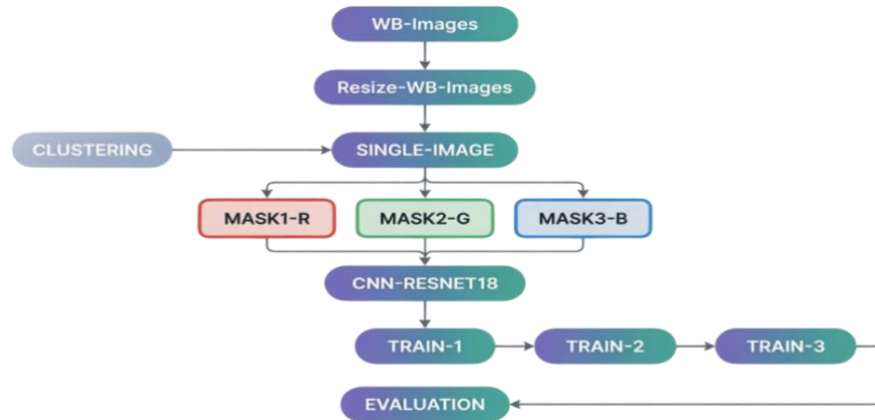 WB-Images
Resize-WB-Images
CLUSTERING
SINGLE-IMAGE
MASK1-R
MASK2-G
MASK3-B
CNN-RESNET18
TRAIN-1
TRAIN-2
TRAIN-3
EVALUATION